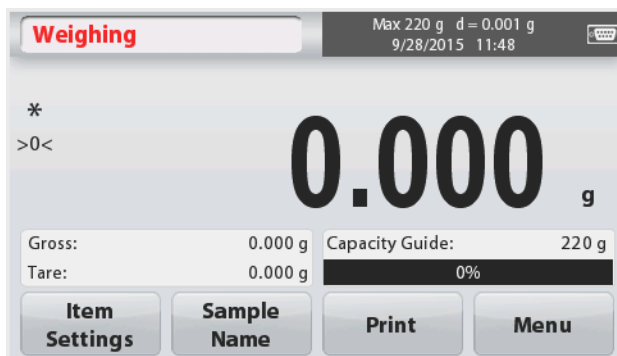 Weighing
Max 220 g d = 0.001 g
9/28/2015 11:48
*
>0<
0.000 g
Gross: 0.000 g
Tare: 0.000 g
Capacity Guide: 220 g
0%
Item
Settings
Sample
Name
Print
Menu